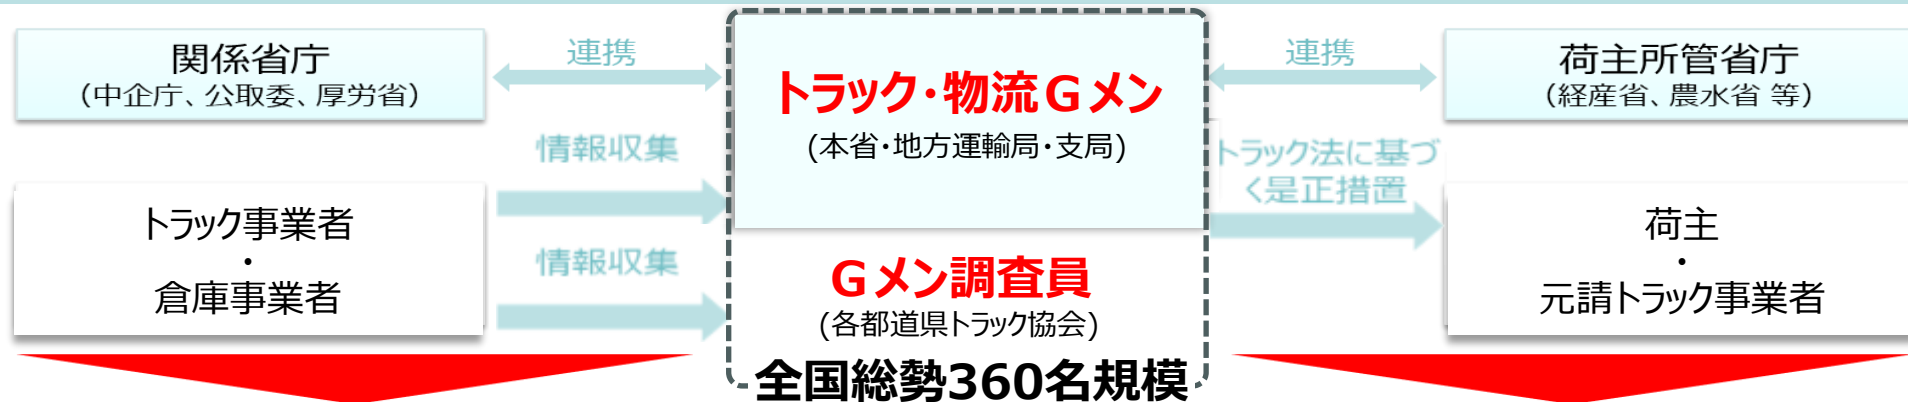 関係省庁
（中企庁、公取委、厚労省）
連携
トラック・物流Gメン
(本省・地方運輸局・支局)
連携
荷主所管省庁
（経産省、農水省 等）
情報収集
トラック法に基づ
く是正措置
トラック事業者
・
倉庫事業者
情報収集
Gメン調査員
(各都道県トラック協会)
全国総勢360名規模
荷主
・
元請トラック事業者